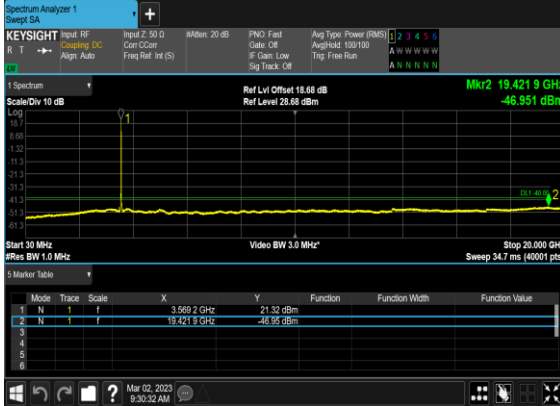 Spectrum Analyzer 1
Swept SA
+
KEYSIGHT Input: RF Input Z: 50 Ω #Atten: 20 dB PNO: Fast Avg Type: Power (RMS) 1 2 3 4 5 6
R T Coupling: DC Corr CCorr Gate: Off Avg|Hold: 100/100 A W W W W W
Align: Auto Freq Ref: Int (S) IF Gain: Low Trig: Free Run
Sig Track: Off A N N N N N
1 Spectrum
Ref Lvl Offset 18.68 dB Mkr2 19.421 9 GHz
Scale/Div 10 dB Ref Level 28.68 dBm -46.951 dBm
Log
18.7
8.68
-1.32
-11.3
-21.3
-31.3
-41.3
-51.3
-61.3
1
2
Start 30 MHz Video BW 3.0 MHz* Stop 20.000 GH
#Res BW 1.0 MHz Sweep 34.7 ms (40001 pts
5 Marker Table
Mode Trace Scale X Y Function Function Width Function Value
1 N 1 f 3.569 2 GHz 21.32 dBm
2 N 1 f 19.421 9 GHz -46.95 dBm
3
4
5
6
Mar 02, 2023
9:30:32 AM